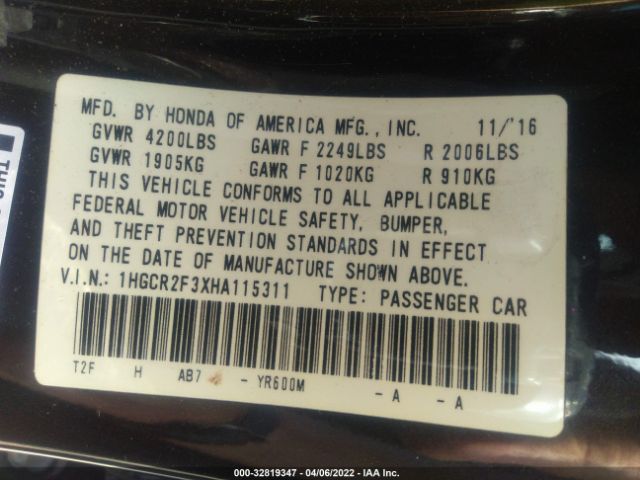 MFD. BY HONDA OF AMERICA MFG., INC. 11/'16
GVWR 4200LBS GAWR F 2249LBS R 2006LBS
GVWR 1905KG GAWR F 1020KG R 910KG
THIS VEHICLE CONFORMS TO ALL APPLICABLE
FEDERAL MOTOR VEHICLE SAFETY, BUMPER,
AND THEFT PREVENTION STANDARDS IN EFFECT
ON THE DATE OF MANUFACTURE SHOWN ABOVE.
V.I.N.: 1HGCR2F3XHA115311 TYPE: PASSENGER CAR
T2F H AB7 - YR600M - A - A
000-32819347 - 04/06/2022 - IAA Inc.